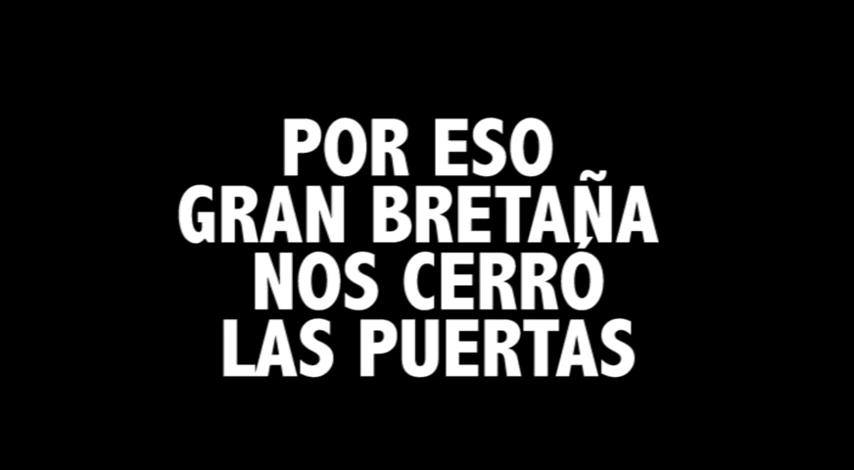 POR ESO
GRAN BRETAÑA
NOS CERRÓ
LAS PUERTAS